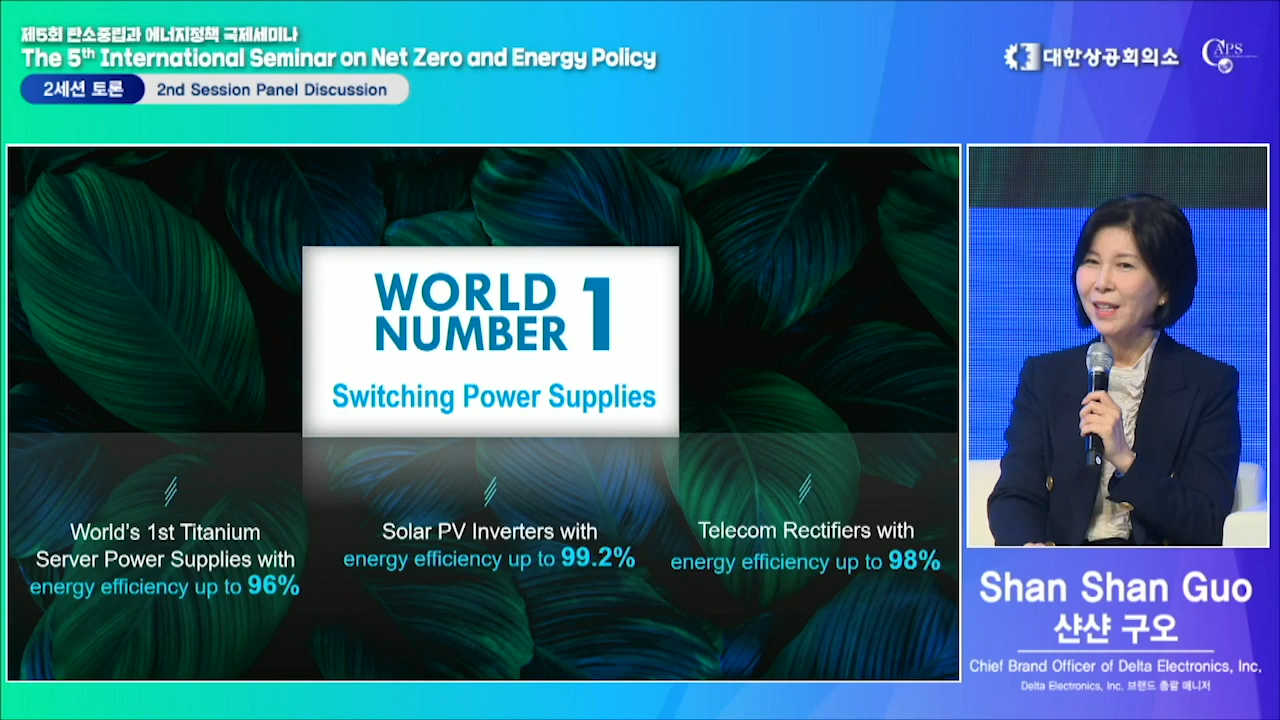 제5회 탄소중립과 에너지정책 국제세미나
The 5th International Seminar on Net Zero and Energy Policy
2세션 토론 2nd Session Panel Discussion
대한상공회의소
CAPS
WORLD
NUMBER 1
Switching Power Supplies
World's 1st Titanium
Server Power Supplies with
energy efficiency up to 96%
Solar PV Inverters with
energy efficiency up to 99.2%
Telecom Rectifiers with
energy efficiency up to 98%
Shan Shan Guo
샨샨 구오
Chief Brand Officer of Delta Electronics, Inc.
Delta Electronics, Inc. 브랜드 총괄 매니저